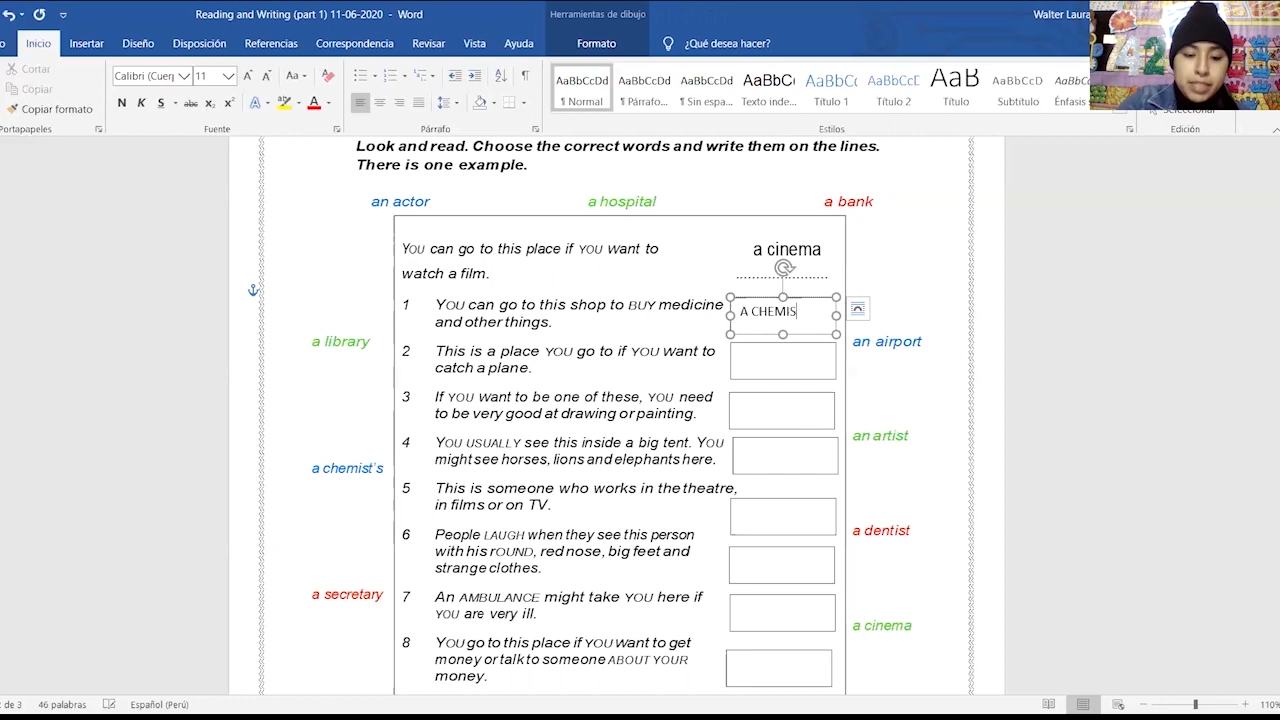 Reading and Writing (part 1) 11-06-2020 - Word
Herramientas de dibujo
Walter Laura
Inicio
Insertar
Diseño
Disposición
Referencias
Correspondencia
Revisar
Vista
Ayuda
Formato
¿Qué desea hacer?
Cortar
Copiar
Copiar formato
Portapapeles
Calibri (Cuerp
11
Fuente
Párrafo
AaBbCcDd
¶ Normal
AaBbCcDd
¶ Párrafo...
AaBbCcDd
¶ Sin espa...
AaBbC
Texto inde...
AaBbCc
Título 1
AaBbCcE
Título 2
AaB
Título
AaBbCcD
Subtítulo
AaBbCc
Énfasis s
Estilos
Seleccionar
Edición
Look and read. Choose the correct words and write them on the lines.
There is one example.
an actor
a hospital
a bank
YOU can go to this place if YOU want to
watch a film.
a cinema
1 YOU can go to this shop to BUY medicine
and other things.
A CHEMIS
a library
an airport
2 This is a place YOU go to if YOU want to
catch a plane.
3 If YOU want to be one of these, YOU need
to be very good at drawing or painting.
an artist
4 YOU USUALLY see this inside a big tent. YOU
might see horses, lions and elephants here.
a chemist's
5 This is someone who works in the theatre,
in films or on TV.
a dentist
6 People LAUGH when they see this person
with his rOUND, red nose, big feet and
strange clothes.
a secretary
7 An AMBULANCE might take YOU here if
YOU are very ill.
a cinema
8 YOU go to this place if YOU want to get
money or talk to someone ABOUT YOUR
money.
de 3
46 palabras
Español (Perú)
110%